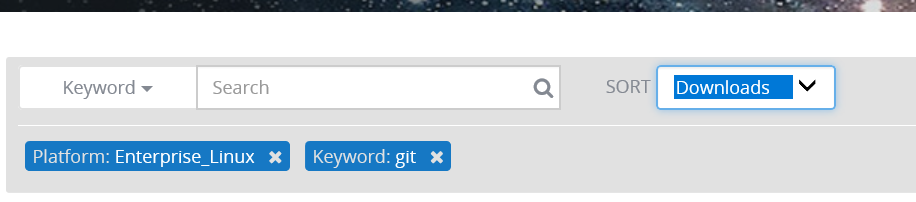 Keyword Search SORT Downloads
Platform: Enterprise_Linux Keyword: git